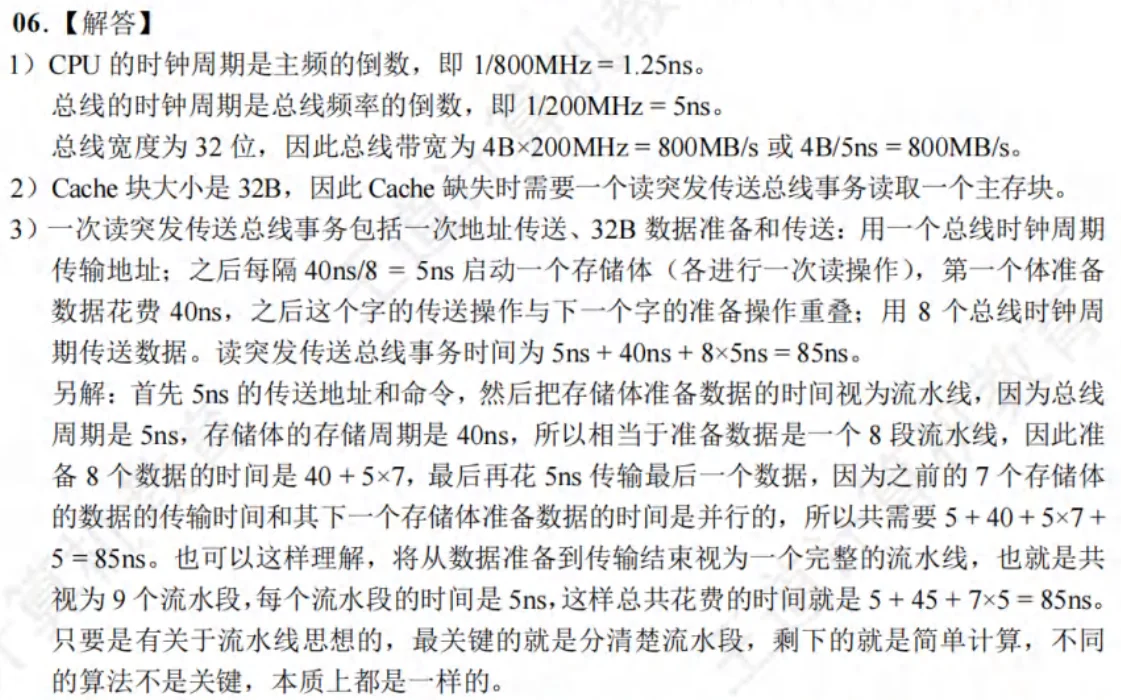 06.【解答】
1）CPU 的时钟周期是主频的倒数，即 1/800MHz = 1.25ns。
总线的时钟周期是总线频率的倒数，即 1/200MHz = 5ns。
总线宽度为 32 位，因此总线带宽为 4B×200MHz = 800MB/s 或 4B/5ns = 800MB/s。
2）Cache 块大小是 32B，因此 Cache 缺失时需要一个读突发传送总线事务读取一个主存块。
3）一次读突发传送总线事务包括一次地址传送、32B 数据准备和传送：用一个总线时钟周期
传输地址；之后每隔 40ns/8 = 5ns 启动一个存储体（各进行一次读操作），第一个体准备
数据花费 40ns，之后这个字的传送操作与下一个字的准备操作重叠；用 8 个总线时钟周
期传送数据。读突发传送总线事务时间为 5ns + 40ns + 8×5ns = 85ns。
另解：首先 5ns 的传送地址和命令，然后把存储体准备数据的时间视为流水线，因为总线
周期是 5ns，存储体的存储周期是 40ns，所以相当于准备数据是一个 8 段流水线，因此准
备 8 个数据的时间是 40 + 5×7，最后再花 5ns 传输最后一个数据，因为之前的 7 个存储体
的数据的传输时间和其下一个存储体准备数据的时间是并行的，所以共需要 5 + 40 + 5×7 +
5 = 85ns。也可以这样理解，将从数据准备到传输结束视为一个完整的流水线，也就是共
视为 9 个流水段，每个流水段的时间是 5ns，这样总共花费的时间就是 5 + 45 + 7×5 = 85ns。
只要是有关于流水线思想的，最关键的就是分清楚流水段，剩下的就是简单计算，不同
的算法不是关键，本质上都是一样的。